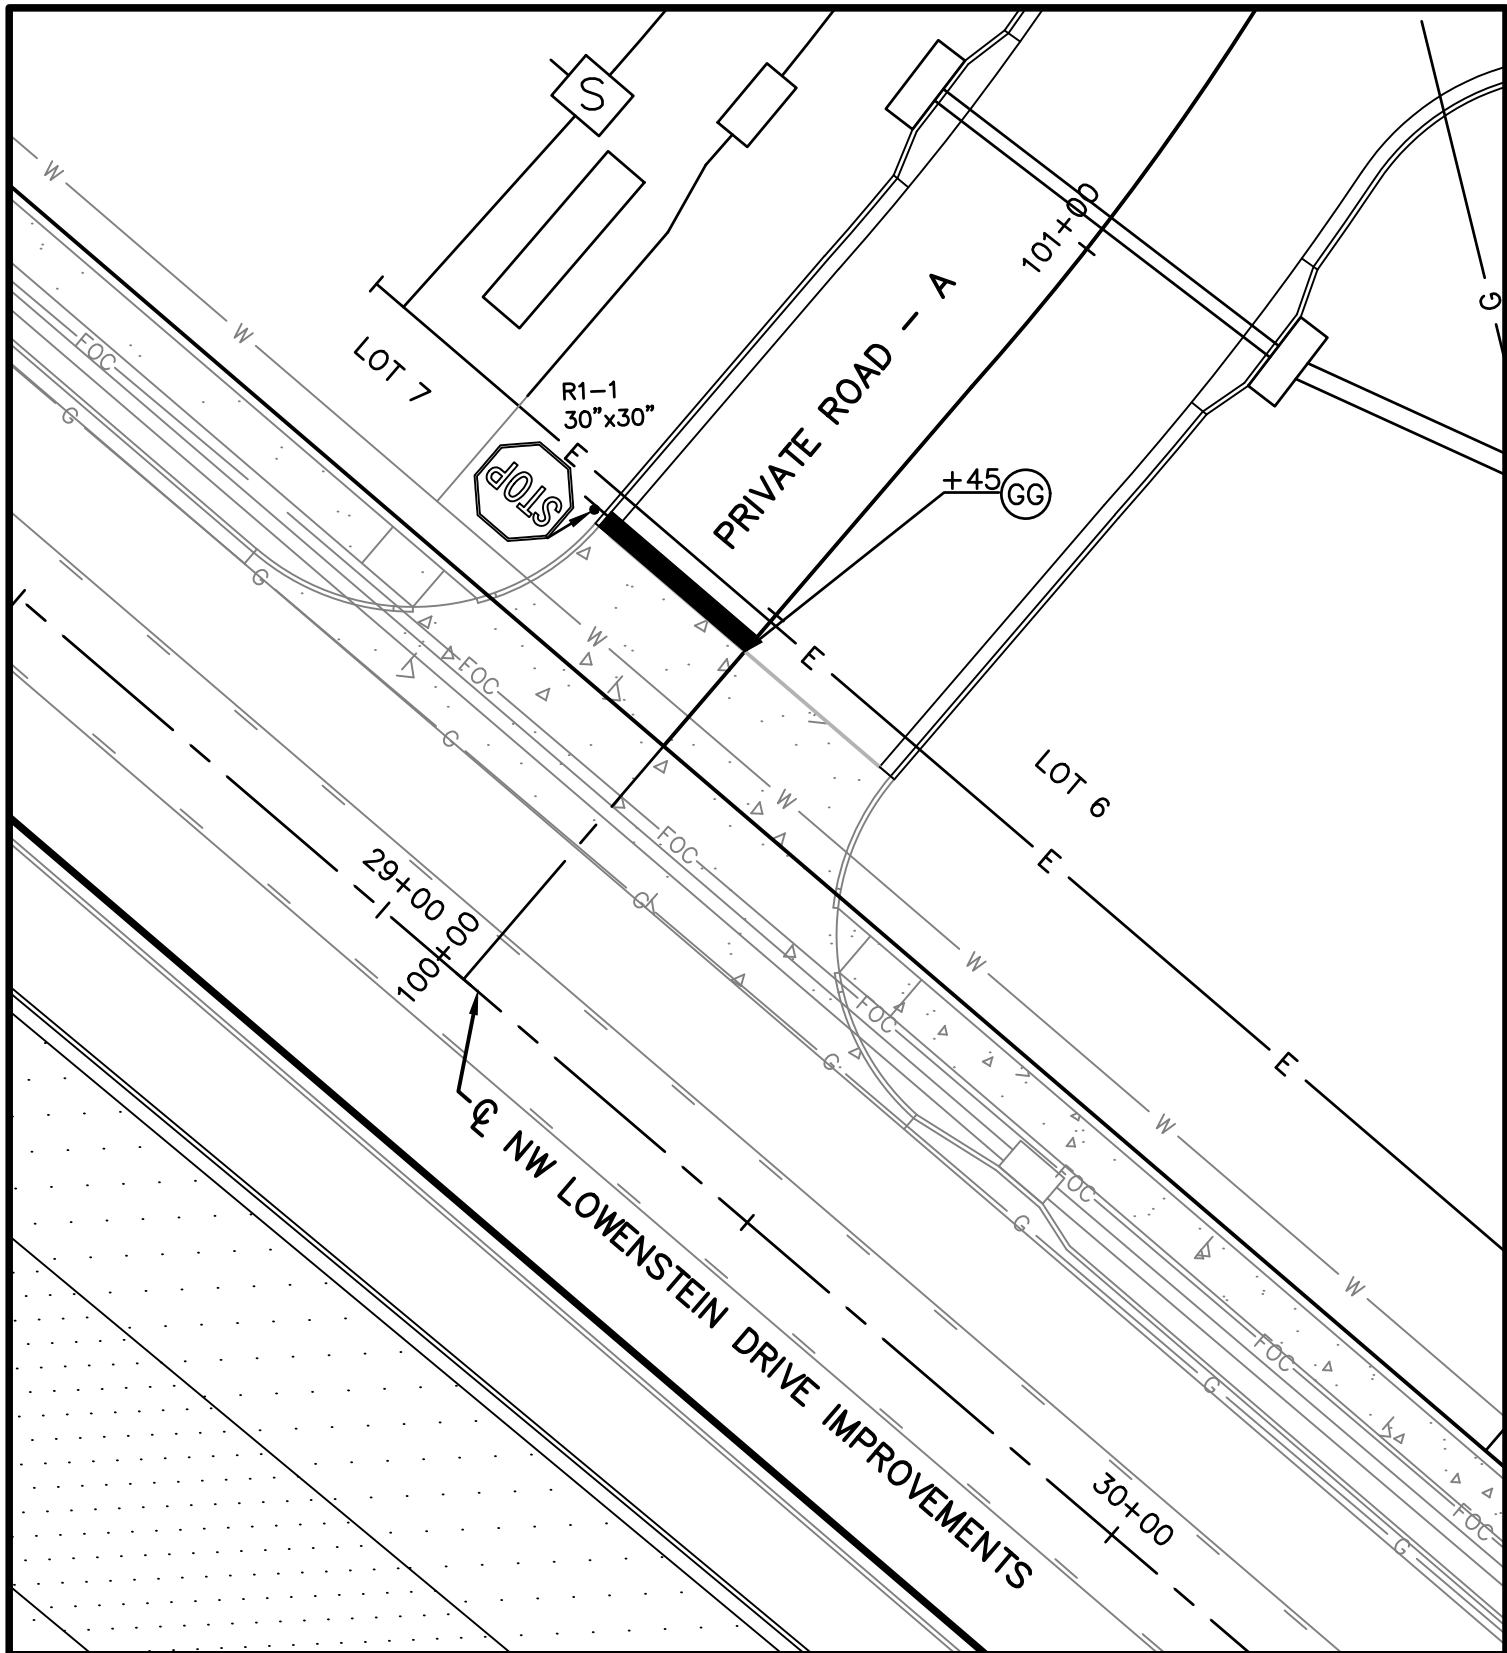 S
W
W
FOC
G
LOT 7
R1-1
30"x30"
E
STOP
PRIVATE ROAD - A
101+00
G
+45 GG
G
W
FOC
E
G
LOT 6
W
FOC
E
29+00
100+00
G
W
FOC
G
E
℄ NW LOWENSTEIN DRIVE IMPROVEMENTS
W
FOC
G
W
FOC
G
30+00
FOC
G